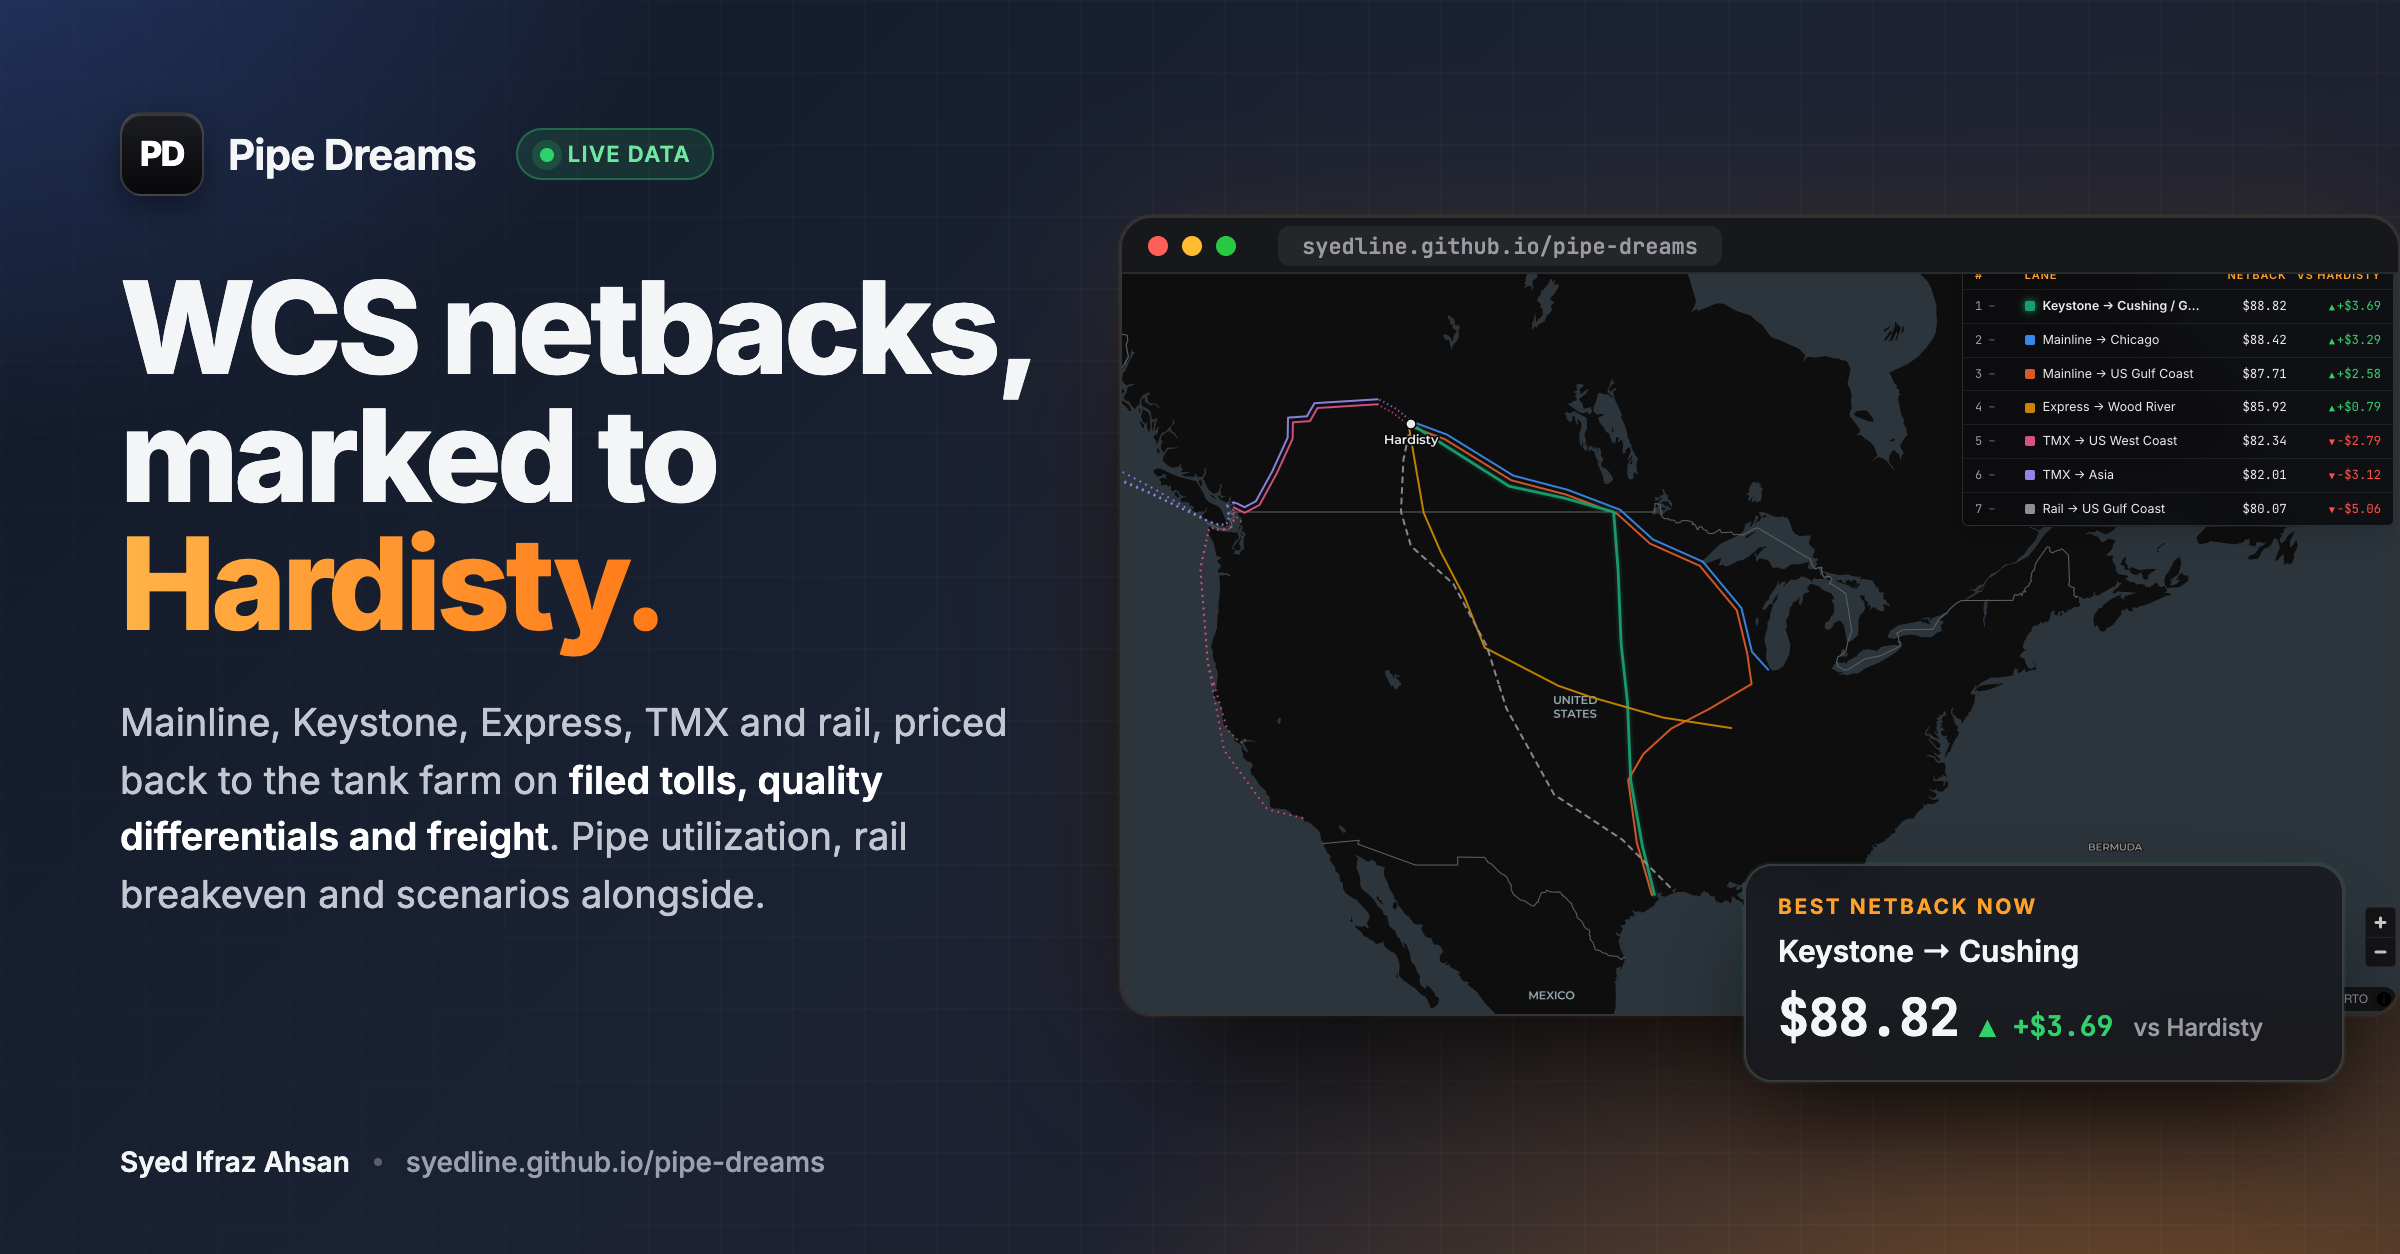 PD
Pipe Dreams
LIVE DATA
WCS netbacks,
marked to
Hardisty.
Mainline, Keystone, Express, TMX and rail, priced
back to the tank farm on filed tolls, quality
differentials and freight. Pipe utilization, rail
breakeven and scenarios alongside.
Syed Ifraz Ahsan • syedline.github.io/pipe-dreams
syedline.github.io/pipe-dreams
# LANE NETBACK VS HARDISTY
1 – Keystone → Cushing / G... $88.82 ▲+$3.69
2 – Mainline → Chicago $88.42 ▲+$3.29
3 – Mainline → US Gulf Coast $87.71 ▲+$2.58
4 – Express → Wood River $85.92 ▲+$0.79
5 – TMX → US West Coast $82.34 ▼-$2.79
6 – TMX → Asia $82.01 ▼-$3.12
7 – Rail → US Gulf Coast $80.07 ▼-$5.06
Hardisty
UNITED
STATES
BERMUDA
MEXICO
BEST NETBACK NOW
Keystone → Cushing
$88.82 ▲ +$3.69 vs Hardisty
+
−
RTO